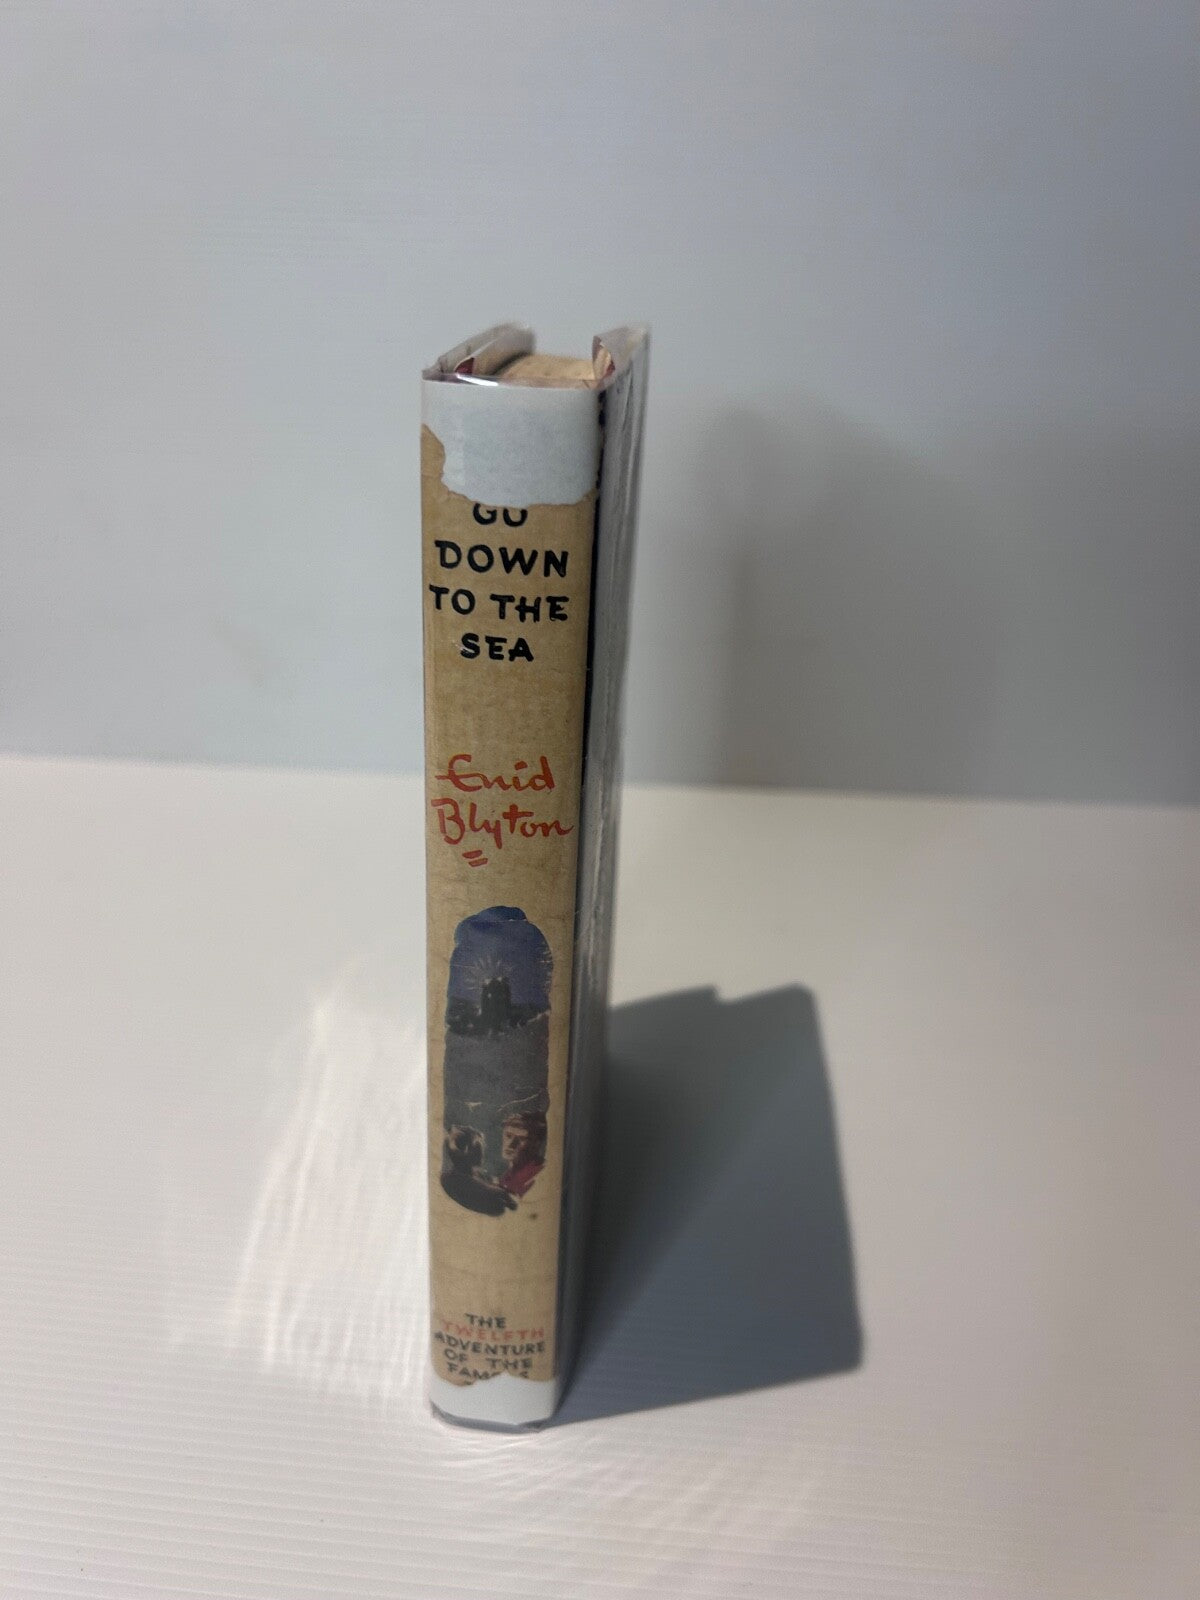 GO
DOWN
TO THE
SEA
Enid
Blyton
THE
TWELFTH
ADVENTURE
OF THE